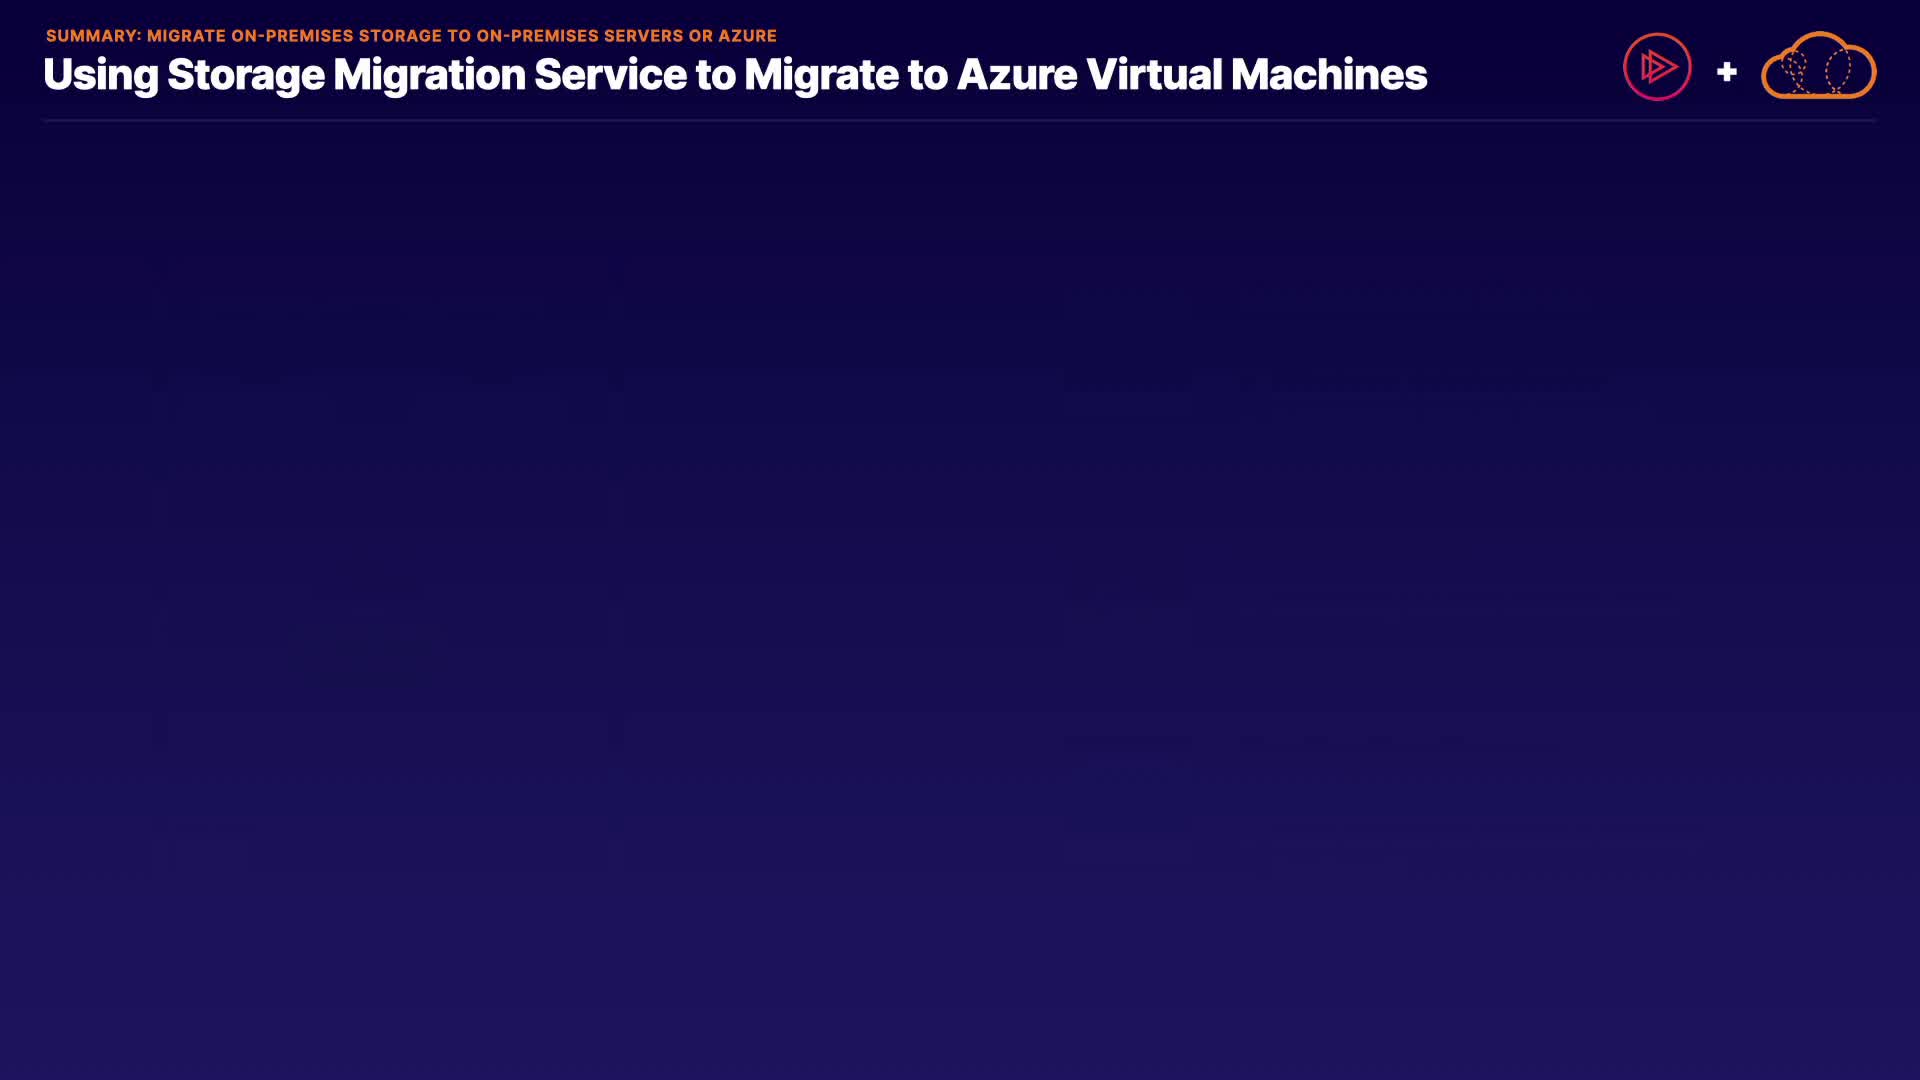 SUMMARY: MIGRATE ON-PREMISES STORAGE TO ON-PREMISES SERVERS OR AZURE
Using Storage Migration Service to Migrate to Azure Virtual Machines
+